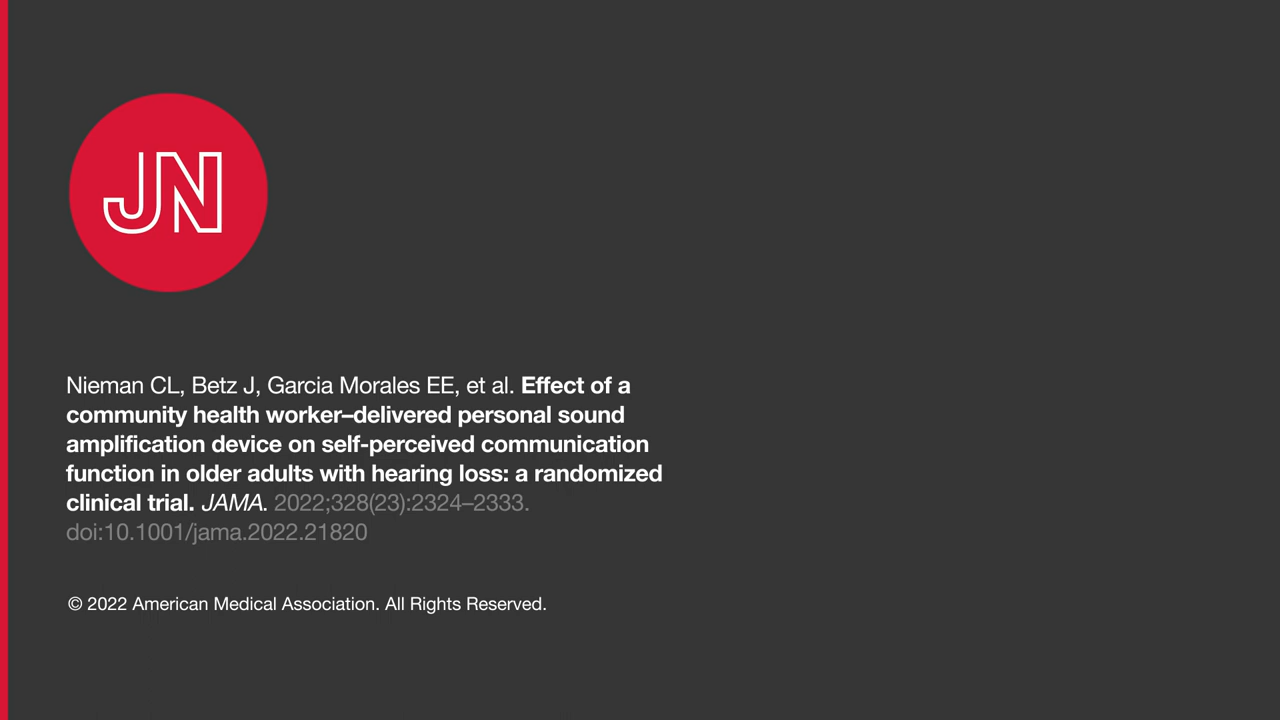 JN
Nieman CL, Betz J, Garcia Morales EE, et al. Effect of a
community health worker–delivered personal sound
amplification device on self-perceived communication
function in older adults with hearing loss: a randomized
clinical trial. JAMA. 2022;328(23):2324–2333.
doi:10.1001/jama.2022.21820
© 2022 American Medical Association. All Rights Reserved.